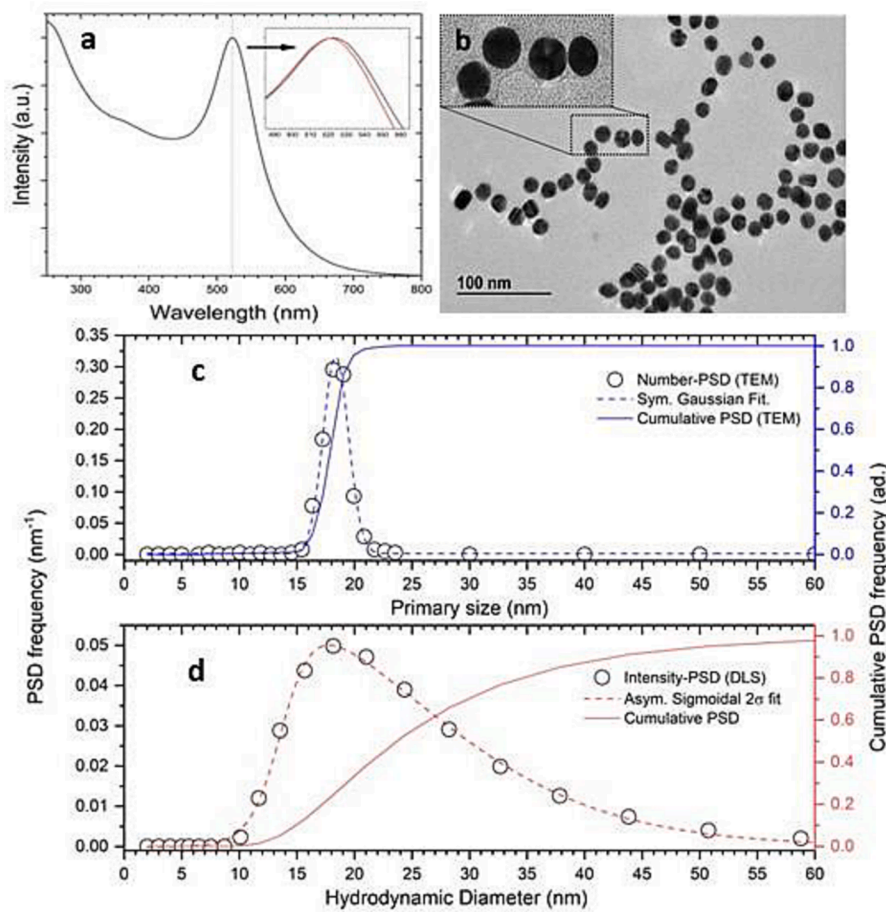 a
Intensity (a.u.)
300 400 500 600 700 800
Wavelength (nm)
b
100 nm
c
0.35
0.30
0.25
0.20
0.15
0.10
0.05
0.00
1.0
0.8
0.6
0.4
0.2
0.0
Number-PSD (TEM)
Sym. Gaussian Fit.
Cumulative PSD (TEM)
0 5 10 15 20 25 30 35 40 45 50 55 60
Primary size (nm)
PSD frequency (nm⁻¹)
Cumulative PSD frequency (ad.)
d
0.05
0.04
0.03
0.02
0.01
0.00
1.0
0.8
0.6
0.4
0.2
0.0
Intensity-PSD (DLS)
Asym. Sigmoidal 2σ fit
Cumulative PSD
0 5 10 15 20 25 30 35 40 45 50 55 60
Hydrodynamic Diameter (nm)